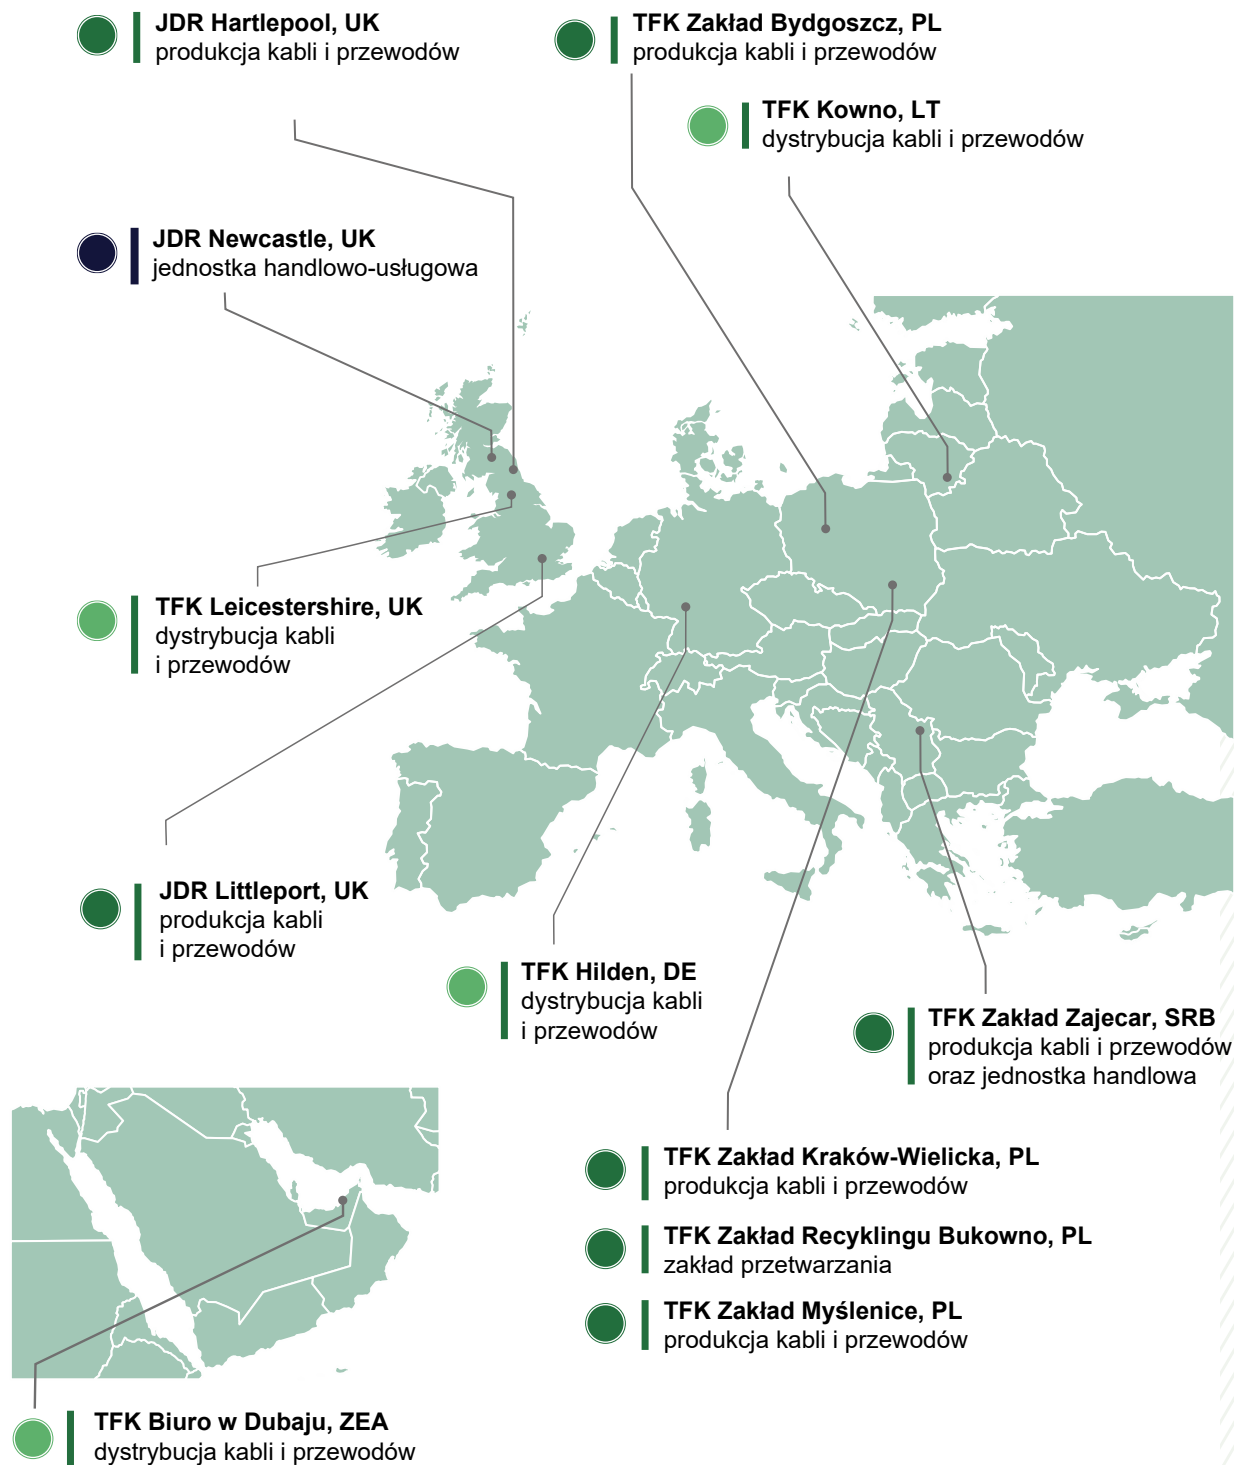 JDR Hartlepool, UK
produkcja kabli i przewodów
TFK Zakład Bydgoszcz, PL
produkcja kabli i przewodów
TFK Kowno, LT
dystrybucja kabli i przewodów
JDR Newcastle, UK
jednostka handlowo-usługowa
TFK Leicestershire, UK
dystrybucja kabli
i przewodów
JDR Littleport, UK
produkcja kabli
i przewodów
TFK Hilden, DE
dystrybucja kabli
i przewodów
TFK Zakład Zajecar, SRB
produkcja kabli i przewodów
oraz jednostka handlowa
TFK Zakład Kraków-Wielicka, PL
produkcja kabli i przewodów
TFK Zakład Recyklingu Bukowno, PL
zakład przetwarzania
TFK Zakład Myślenice, PL
produkcja kabli i przewodów
TFK Biuro w Dubaju, ZEA
dystrybucja kabli i przewodów